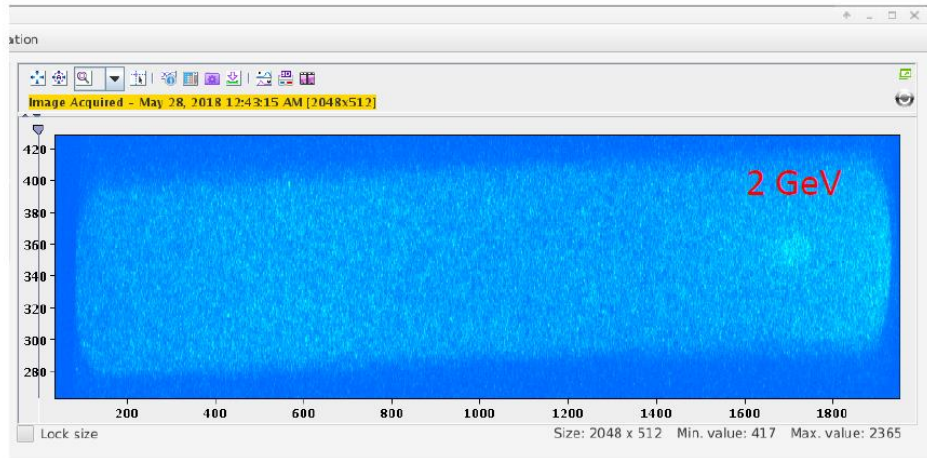 ation
Image Acquired - May 28, 2018 12:43:15 AM [2048x512]
420
400
2 GeV
380
360
340
320
300
280
200 400 600 800 1000 1200 1400 1600 1800
Lock size Size: 2048 x 512 Min. value: 417 Max. value: 2365